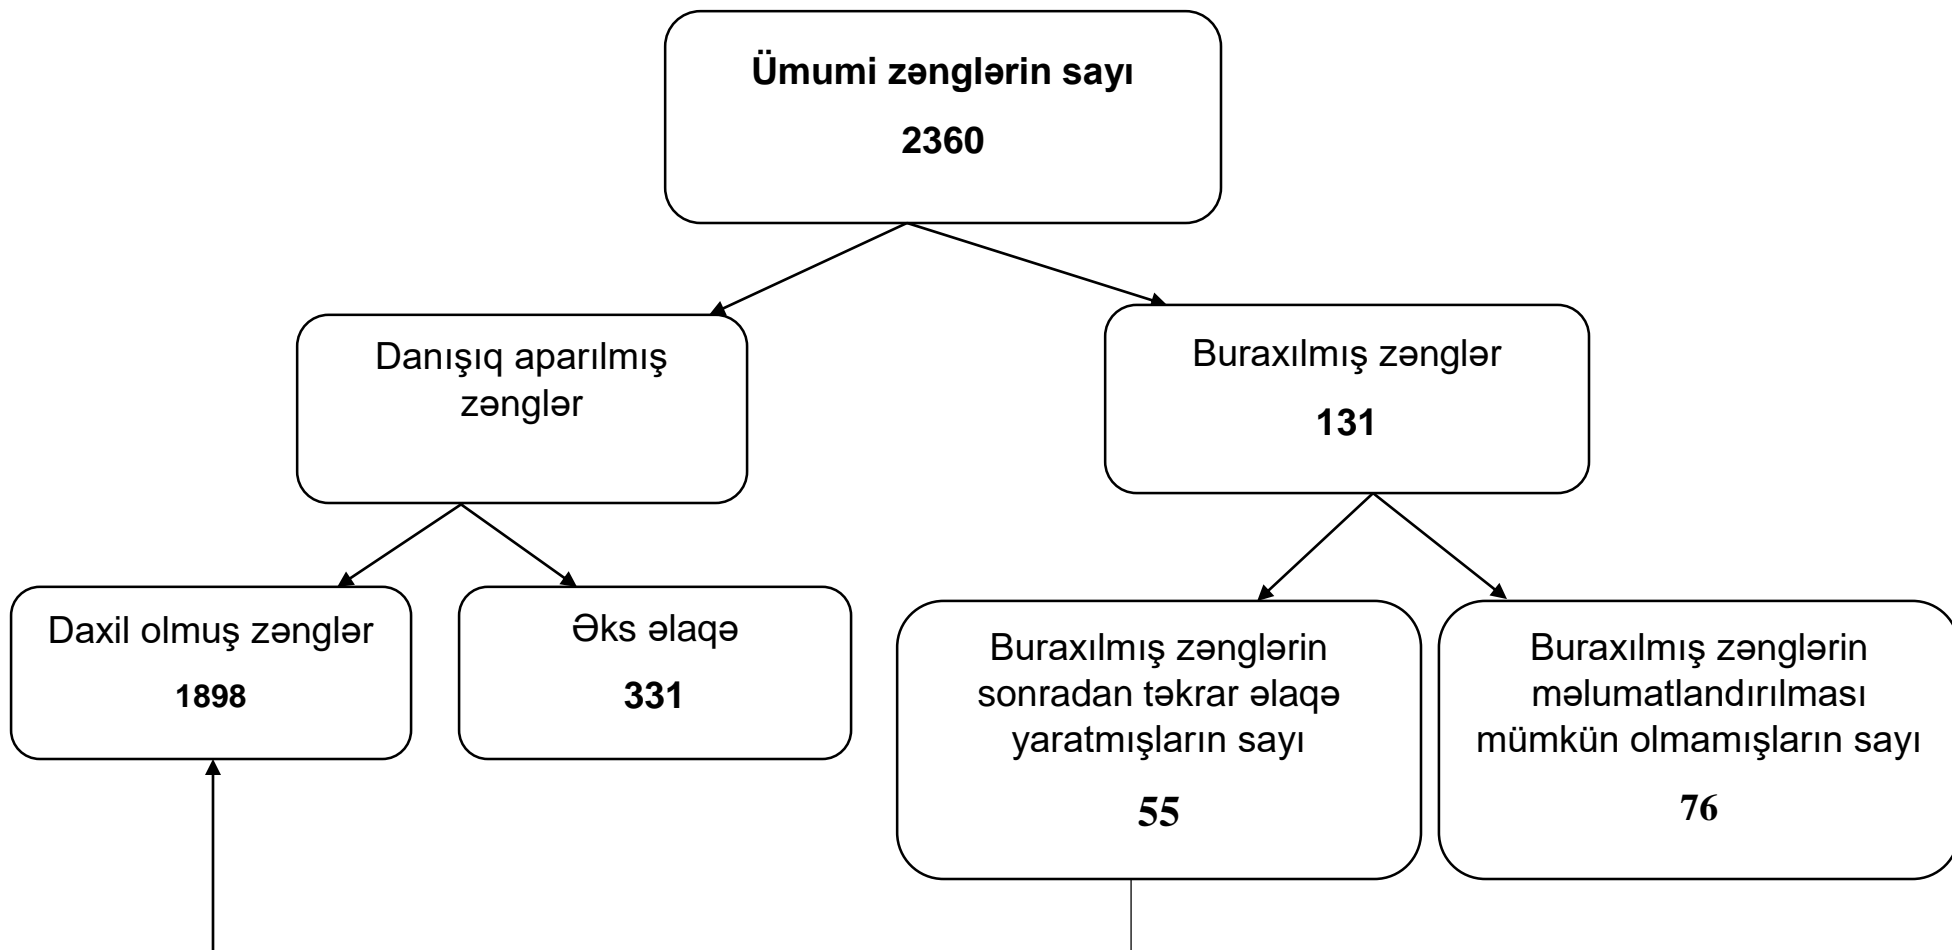 Ümumi zənglərin sayı
2360
Danışıq aparılmış
zənglər
Buraxılmış zənglər
131
Daxil olmuş zənglər
1898
Əks əlaqə
331
Buraxılmış zənglərin
sonradan təkrar əlaqə
yaratmışların sayı
55
Buraxılmış zənglərin
məlumatlandırılması
mümkün olmamışların sayı
76